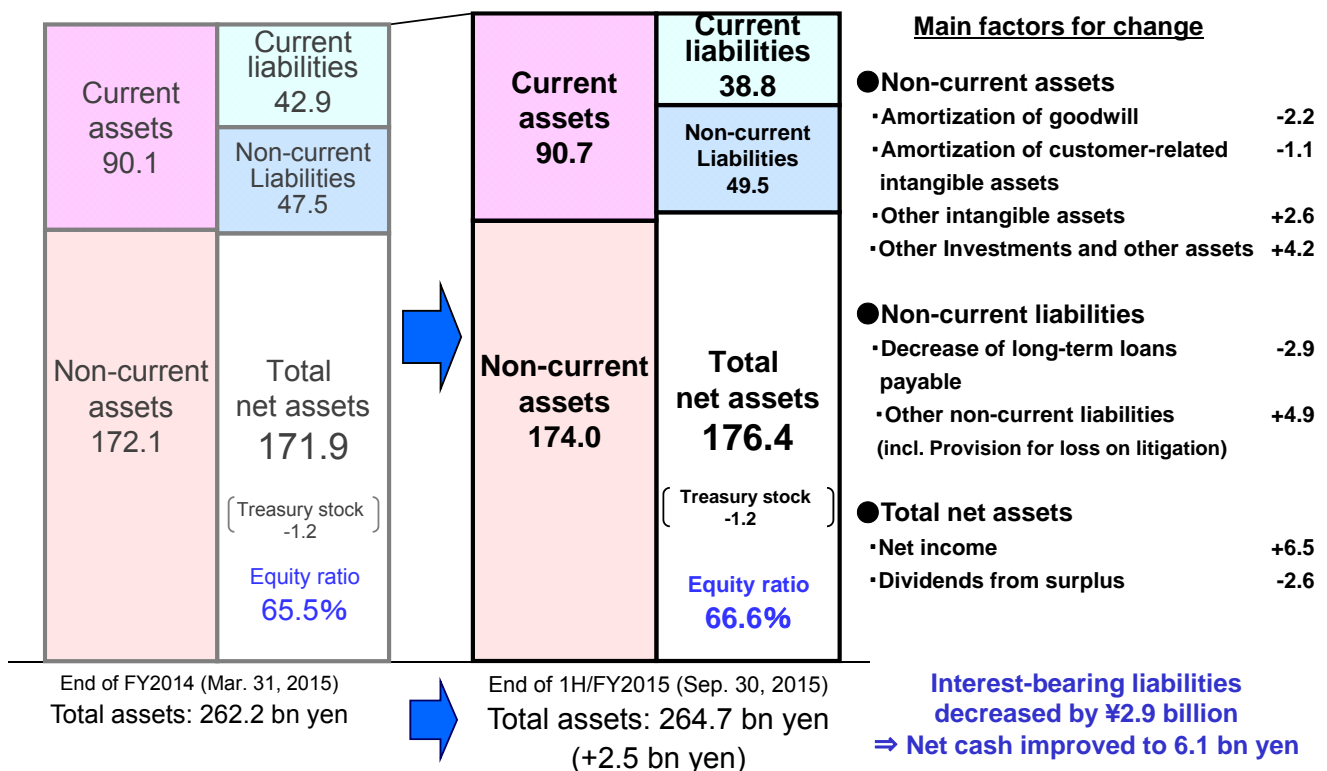 Current
assets
90.1
Current
liabilities
42.9
Non-current
Liabilities
47.5
Non-current
assets
172.1
Total
net assets
171.9
Treasury stock
-1.2
Equity ratio
65.5%
End of FY2014 (Mar. 31, 2015)
Total assets: 262.2 bn yen
Current
assets
90.7
Current
liabilities
38.8
Non-current
Liabilities
49.5
Non-current
assets
174.0
Total
net assets
176.4
Treasury stock
-1.2
Equity ratio
66.6%
End of 1H/FY2015 (Sep. 30, 2015)
Total assets: 264.7 bn yen
(+2.5 bn yen)
Main factors for change
●Non-current assets
・Amortization of goodwill -2.2
・Amortization of customer-related -1.1
intangible assets
・Other intangible assets +2.6
・Other Investments and other assets +4.2
●Non-current liabilities
・Decrease of long-term loans -2.9
payable
・Other non-current liabilities +4.9
(incl. Provision for loss on litigation)
●Total net assets
・Net income +6.5
・Dividends from surplus -2.6
Interest-bearing liabilities
decreased by ¥2.9 billion
⇒ Net cash improved to 6.1 bn yen